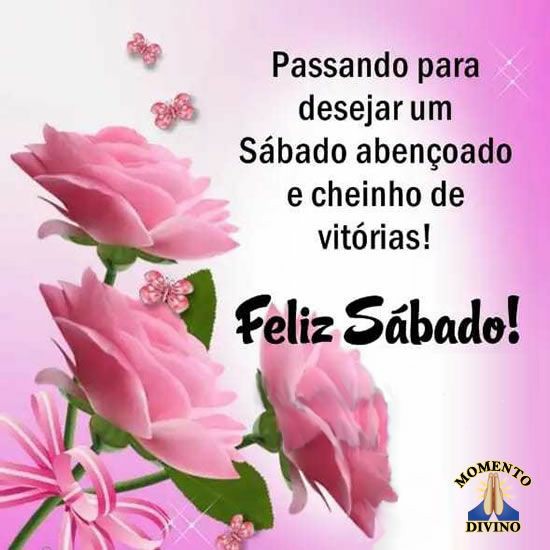 Passando para
desejar um
Sábado abençoado
e cheinho de
vitórias!
Feliz Sábado!
MOMENTO
DIVINO